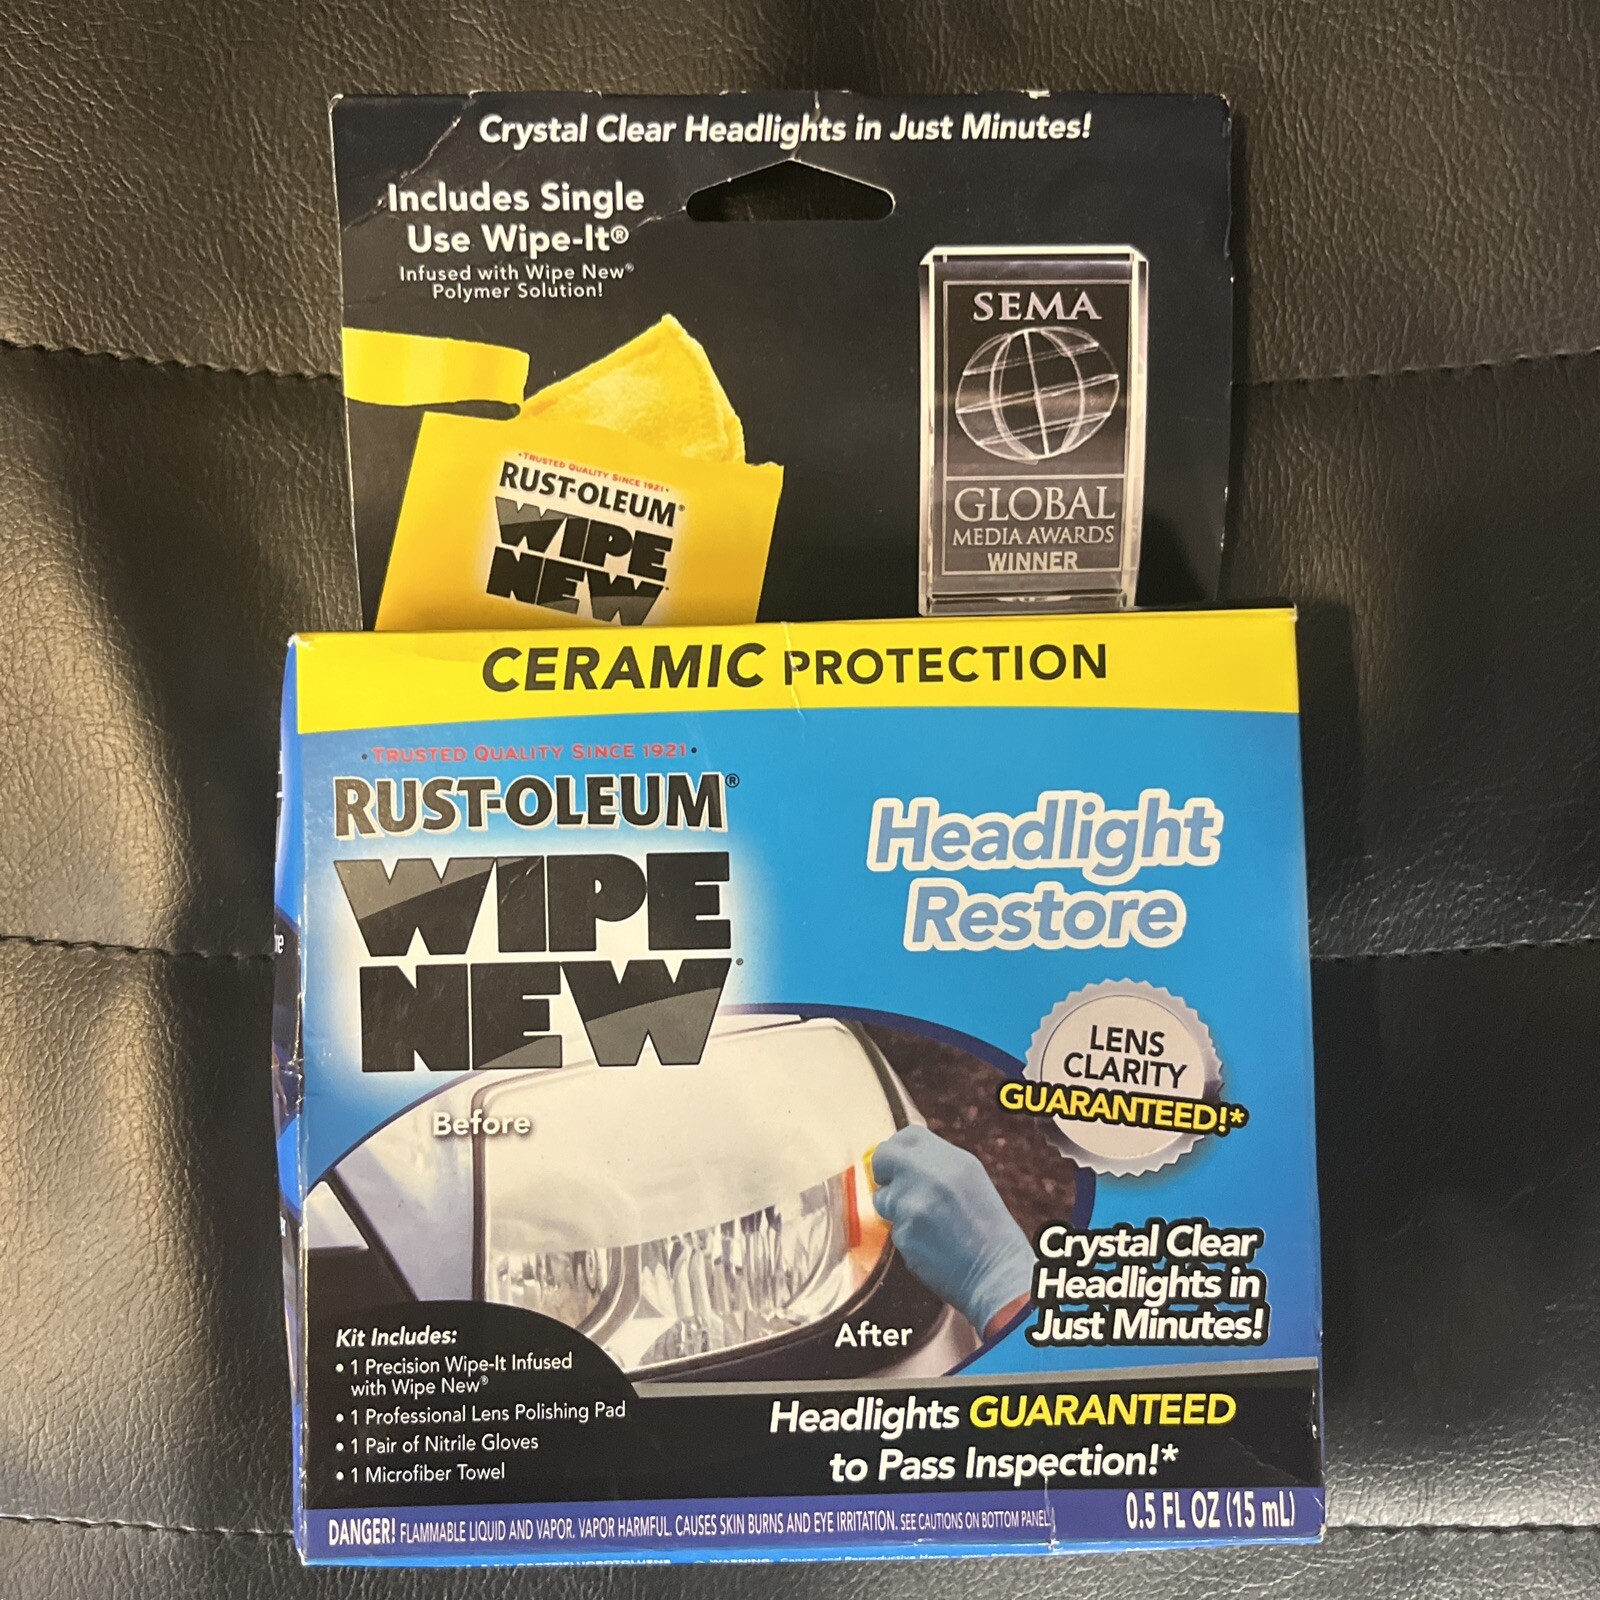 Crystal Clear Headlights in Just Minutes!
Includes Single
Use Wipe-It®
Infused with Wipe New®
Polymer Solution!
SEMA
GLOBAL
MEDIA AWARDS
WINNER
•TRUSTED QUALITY SINCE 1921•
RUST-OLEUM®
WIPE
NEW
CERAMIC PROTECTION
•TRUSTED QUALITY SINCE 1921•
RUST-OLEUM®
WIPE
NEW
Headlight
Restore
LENS
CLARITY
GUARANTEED!*
Before
After
Crystal Clear
Headlights in
Just Minutes!
Kit Includes:
• 1 Precision Wipe-It Infused
with Wipe New®
• 1 Professional Lens Polishing Pad
• 1 Pair of Nitrile Gloves
• 1 Microfiber Towel
Headlights GUARANTEED
to Pass Inspection!*
DANGER! FLAMMABLE LIQUID AND VAPOR. VAPOR HARMFUL. CAUSES SKIN BURNS AND EYE IRRITATION. SEE CAUTIONS ON BOTTOM PANEL.
0.5 FL OZ (15 mL)